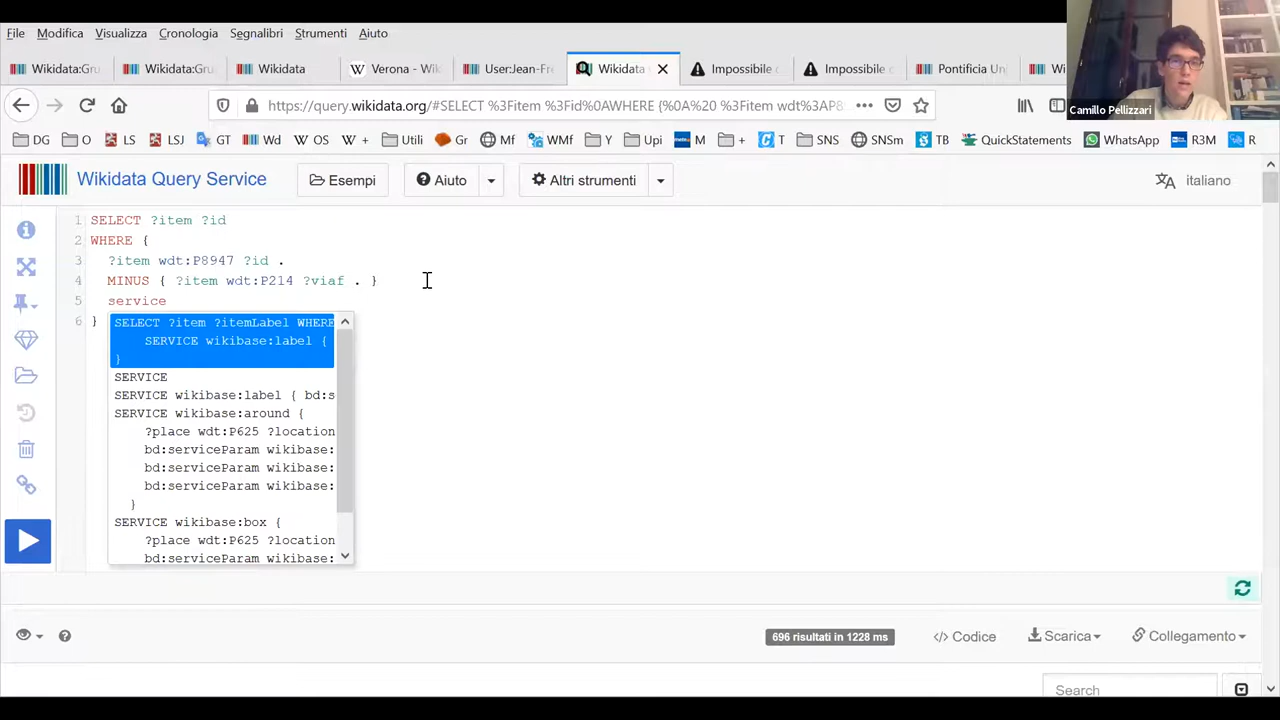 File Modifica Visualizza Cronologia Segnalibri Strumenti Aiuto
Wikidata:Gru Wikidata:Gru Wikidata Verona - Wik User:Jean-Fre Wikidata Impossibile Impossibile Pontificia Un Wi
https://query.wikidata.org/#SELECT %3Fitem %3Fid%0AWHERE {%0A%20 %3Fitem wdt%3AP8
Camillo Pellizzari
DG O LS LSJ GT Wd OS + Utili Gr Mf WMf Y Upi M + T SNS SNSm TB QuickStatements WhatsApp R3M R
Wikidata Query Service Esempi Aiuto Altri strumenti italiano
1 SELECT ?item ?id
2 WHERE {
3 ?item wdt:P8947 ?id .
4 MINUS { ?item wdt:P214 ?viaf . }
5 service
6 }
SELECT ?item ?itemLabel WHERE
SERVICE wikibase:label {
}
SERVICE
SERVICE wikibase:label { bd:s
SERVICE wikibase:around {
?place wdt:P625 ?location
bd:serviceParam wikibase:
bd:serviceParam wikibase:
bd:serviceParam wikibase:
}
SERVICE wikibase:box {
?place wdt:P625 ?location
bd:serviceParam wikibase:
696 risultati in 1228 ms </> Codice Scarica Collegamento
Search